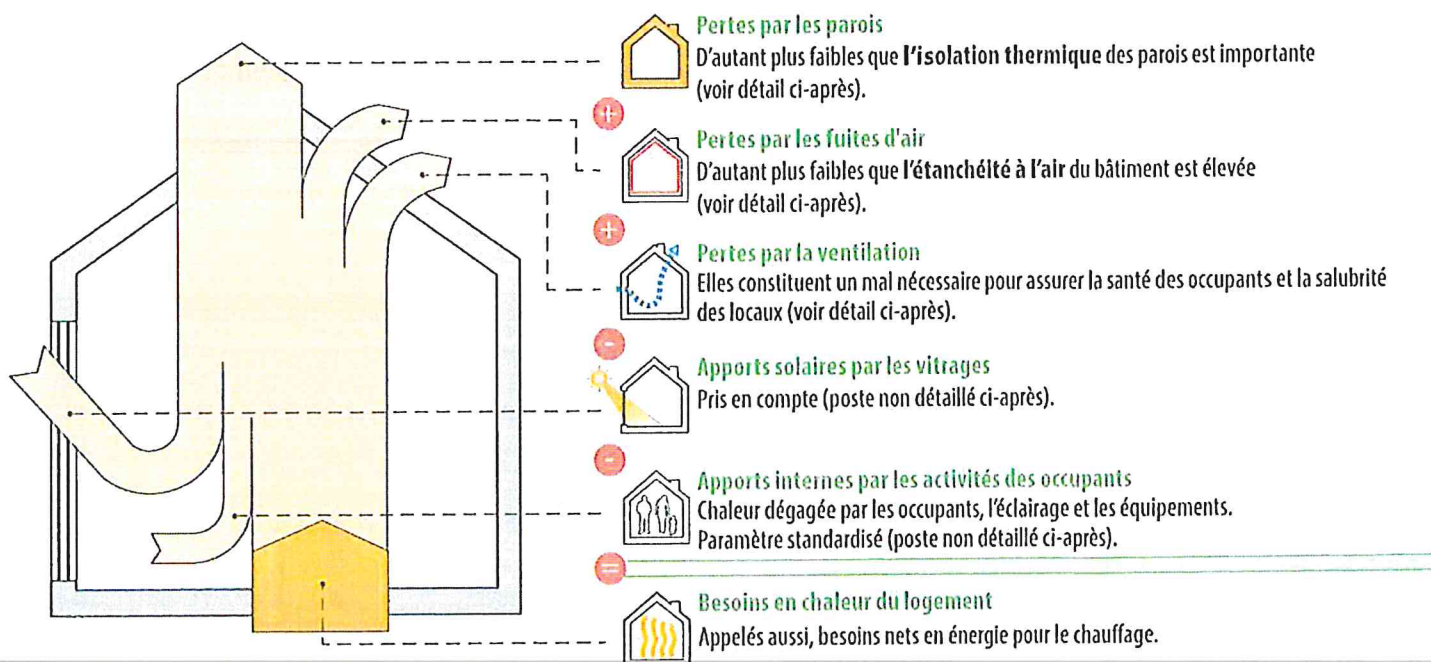 Pertes par les parois
D'autant plus faibles que l'isolation thermique des parois est importante
(voir détail ci-après).
+
Pertes par les fuites d'air
D'autant plus faibles que l'étanchéité à l'air du bâtiment est élevée
(voir détail ci-après).
+
Pertes par la ventilation
Elles constituent un mal nécessaire pour assurer la santé des occupants et la salubrité
des locaux (voir détail ci-après).
-
Apports solaires par les vitrages
Pris en compte (poste non détaillé ci-après).
-
Apports internes par les activités des occupants
Chaleur dégagée par les occupants, l'éclairage et les équipements.
Paramètre standardisé (poste non détaillé ci-après).
=
Besoins en chaleur du logement
Appelés aussi, besoins nets en énergie pour le chauffage.